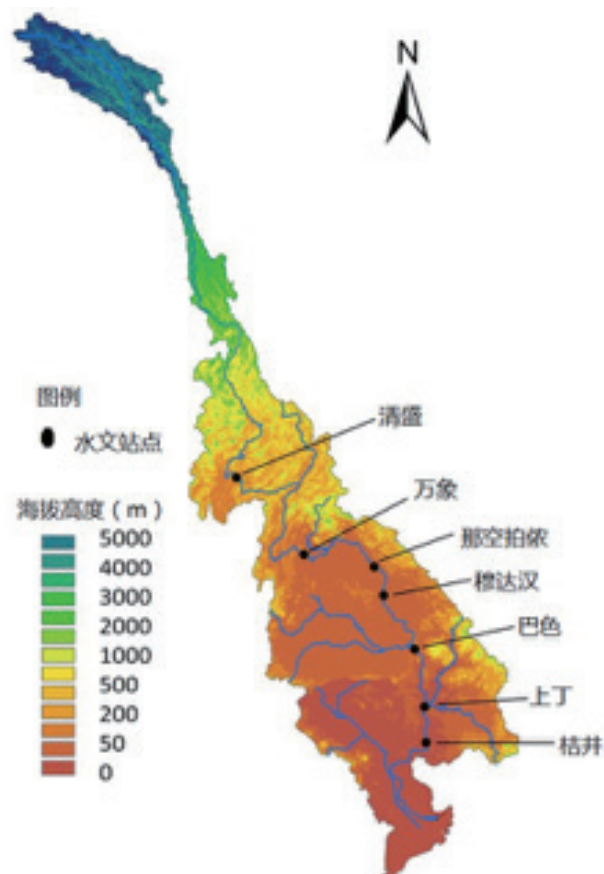 N
图例
水文站点
海拔高度（m）
5000
4000
3000
2000
1000
500
200
50
0
清盛
万象
那空拍侬
穆达汉
巴色
上丁
桔井